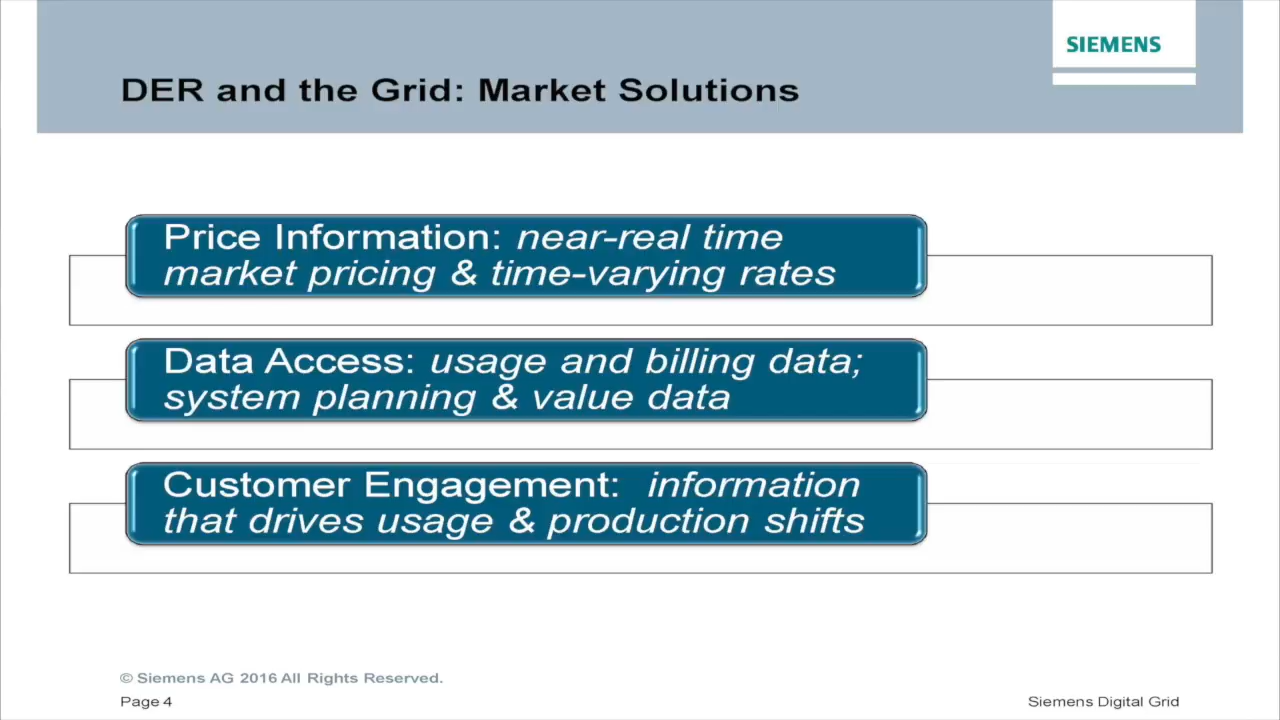 SIEMENS
DER and the Grid: Market Solutions
Price Information: near-real time
market pricing & time-varying rates
Data Access: usage and billing data;
system planning & value data
Customer Engagement: information
that drives usage & production shifts
© Siemens AG 2016 All Rights Reserved.
Page 4
Siemens Digital Grid